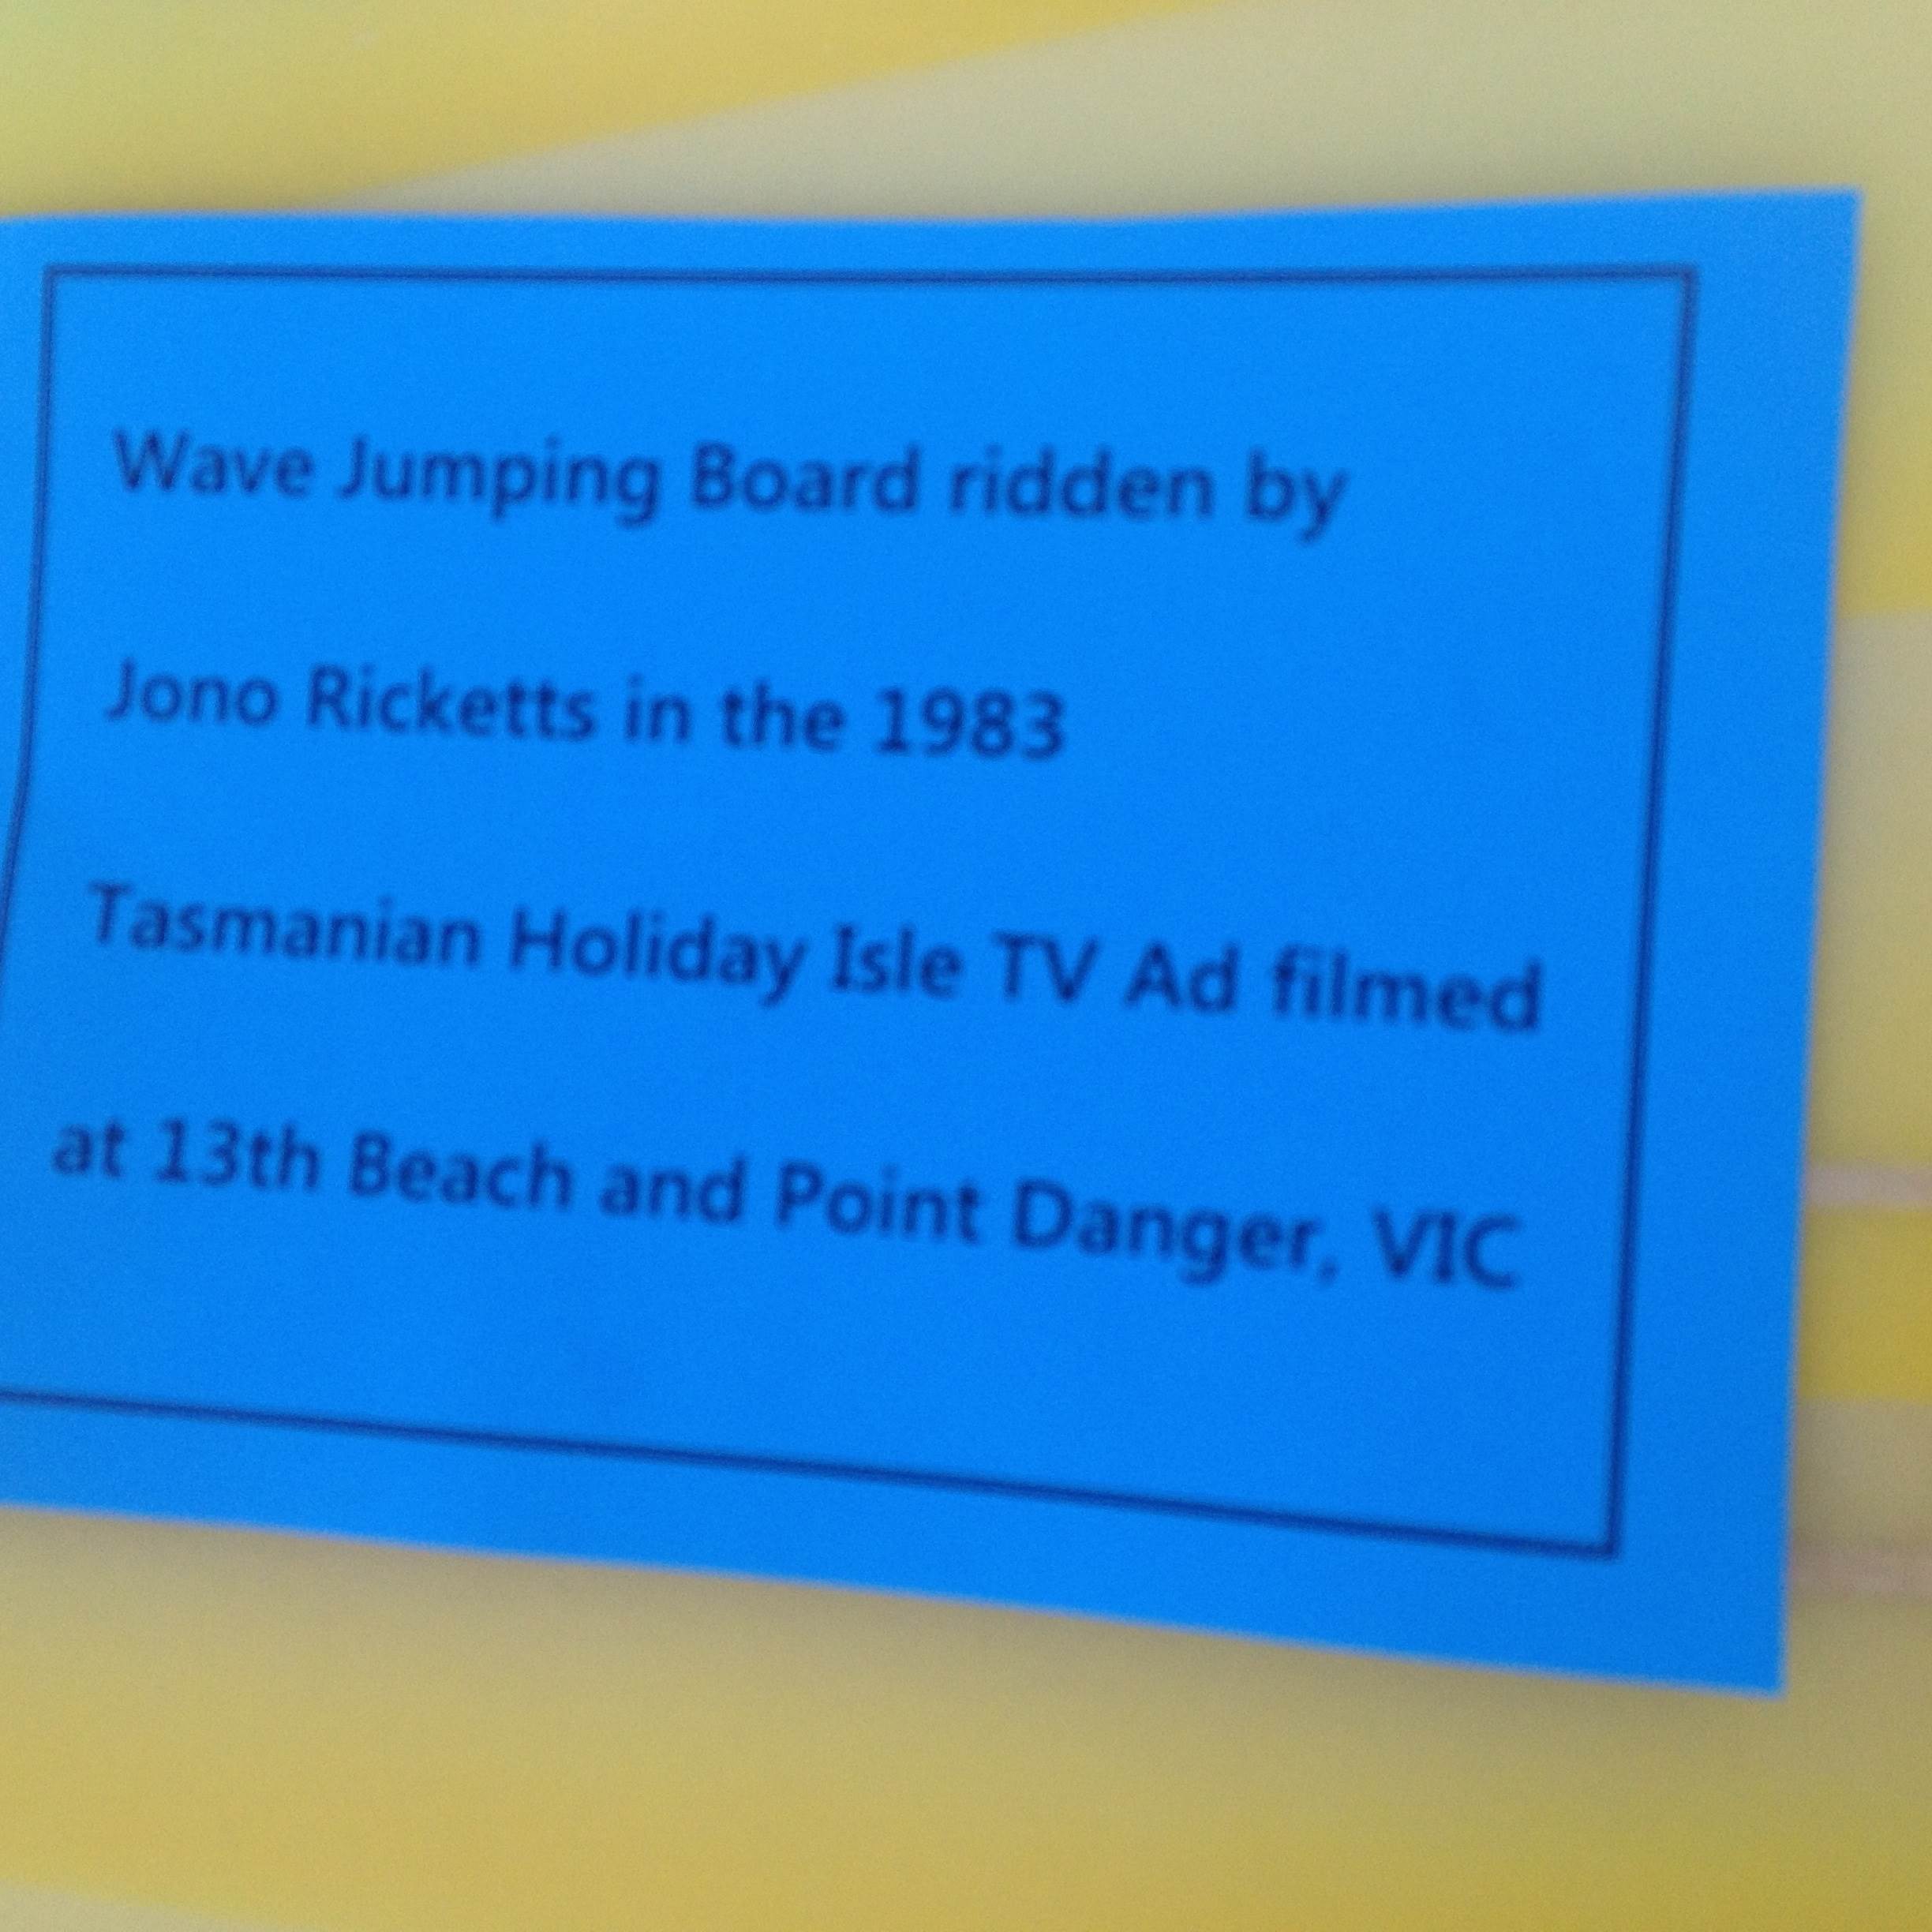 Wave Jumping Board ridden by
Jono Ricketts in the 1983
Tasmanian Holiday Isle TV Ad filmed
at 13th Beach and Point Danger, VIC